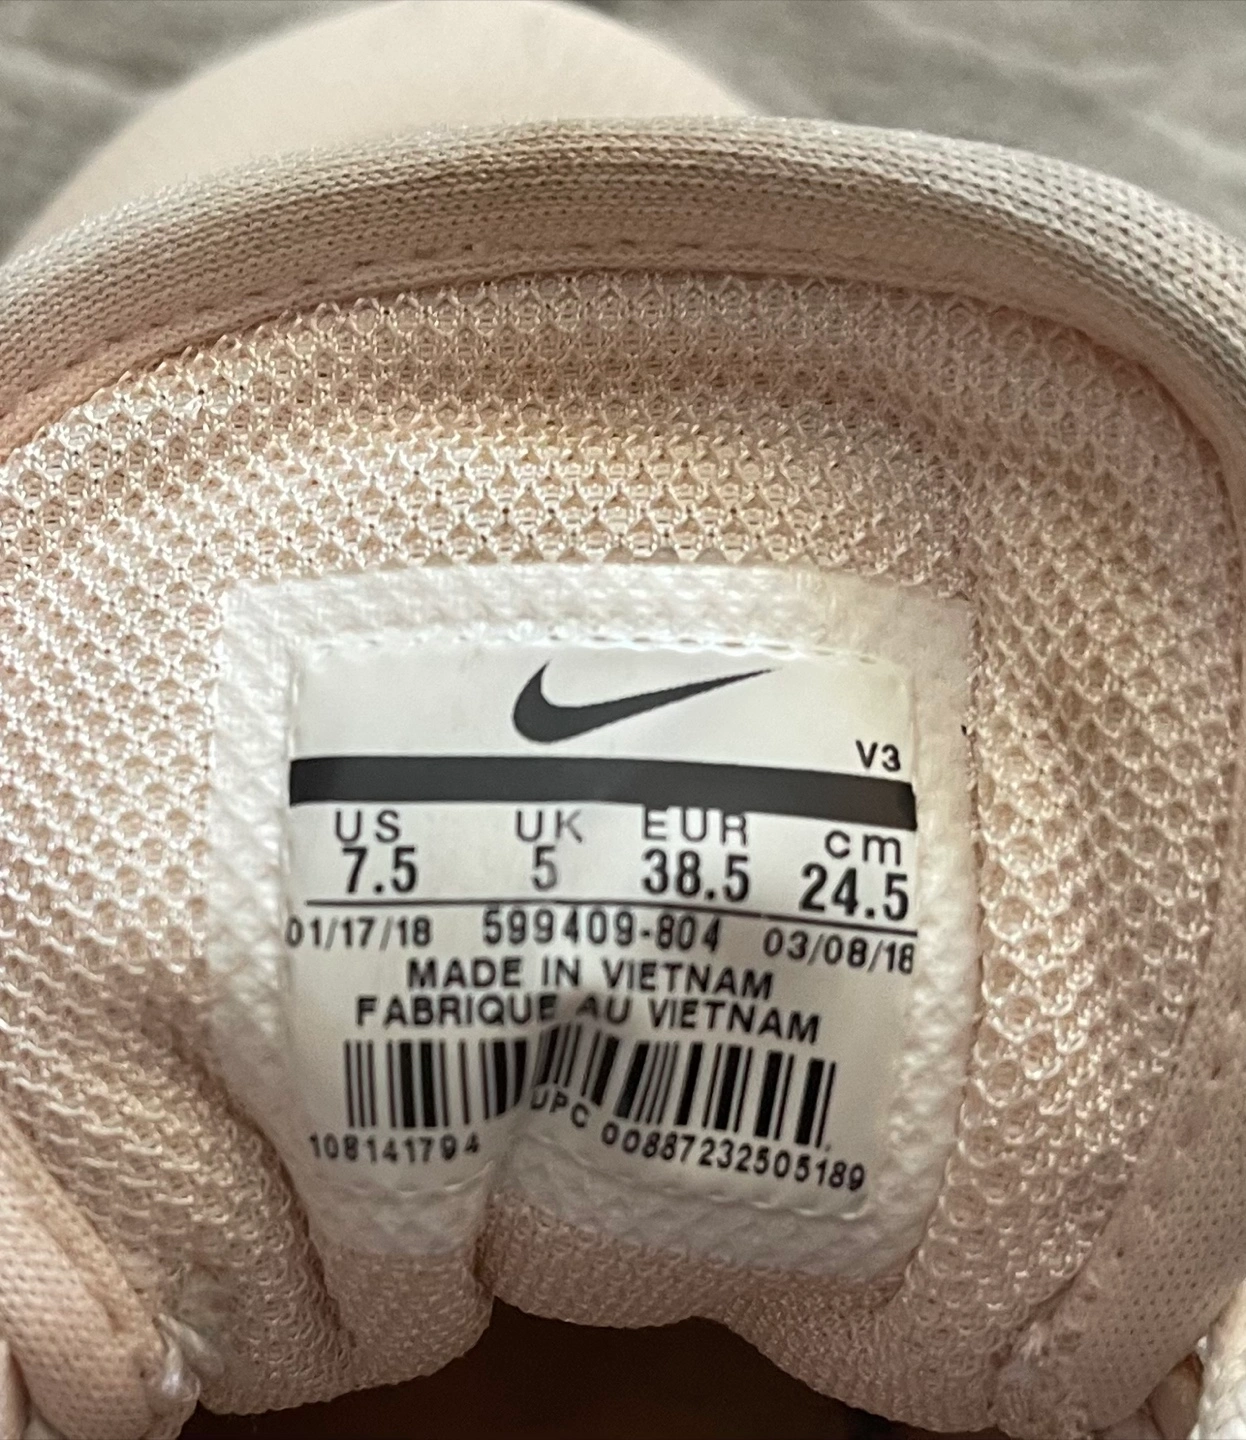 V3
US UK EUR cm
7.5 5 38.5 24.5
01/17/18 599409-804 03/08/18
MADE IN VIETNAM
FABRIQUE AU VIETNAM
UPC
108141794 00887232505189